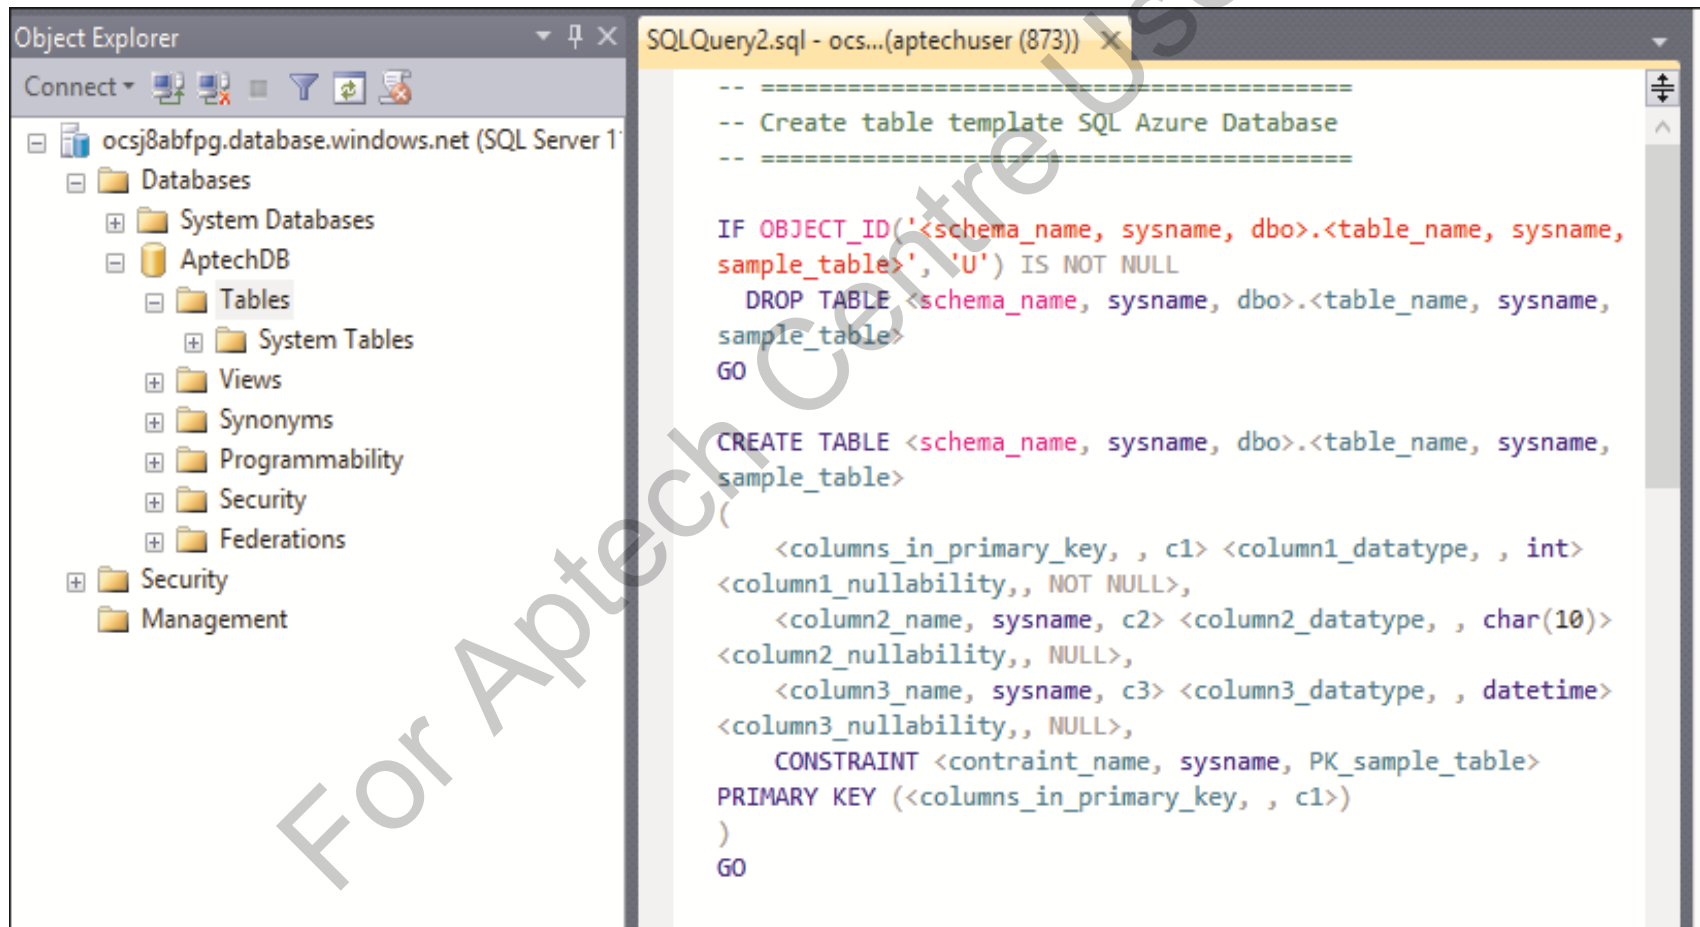 Object Explorer
Connect
ocsj8abfpg.database.windows.net (SQL Server 1
Databases
System Databases
AptechDB
Tables
System Tables
Views
Synonyms
Programmability
Security
Federations
Security
Management
SQLQuery2.sql - ocs...(aptechuser (873))
-- =========================================
-- Create table template SQL Azure Database
-- =========================================
IF OBJECT_ID('<schema_name, sysname, dbo>.<table_name, sysname,
sample_table>', 'U') IS NOT NULL
DROP TABLE <schema_name, sysname, dbo>.<table_name, sysname,
sample_table>
GO
CREATE TABLE <schema_name, sysname, dbo>.<table_name, sysname,
sample_table>
(
<columns_in_primary_key, , c1> <column1_datatype, , int>
<column1_nullability,, NOT NULL>,
<column2_name, sysname, c2> <column2_datatype, , char(10)>
<column2_nullability,, NULL>,
<column3_name, sysname, c3> <column3_datatype, , datetime>
<column3_nullability,, NULL>,
CONSTRAINT <contraint_name, sysname, PK_sample_table>
PRIMARY KEY (<columns_in_primary_key, , c1>)
)
GO
For Aptech Centre Use